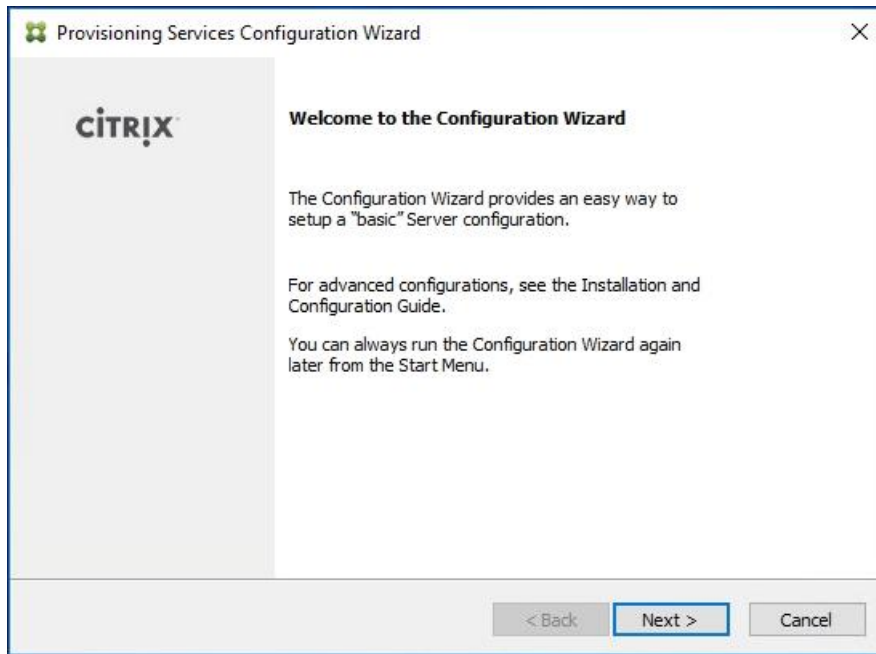 Provisioning Services Configuration Wizard
CİTRIX
Welcome to the Configuration Wizard
The Configuration Wizard provides an easy way to
setup a "basic" Server configuration.
For advanced configurations, see the Installation and
Configuration Guide.
You can always run the Configuration Wizard again
later from the Start Menu.
< Back
Next >
Cancel